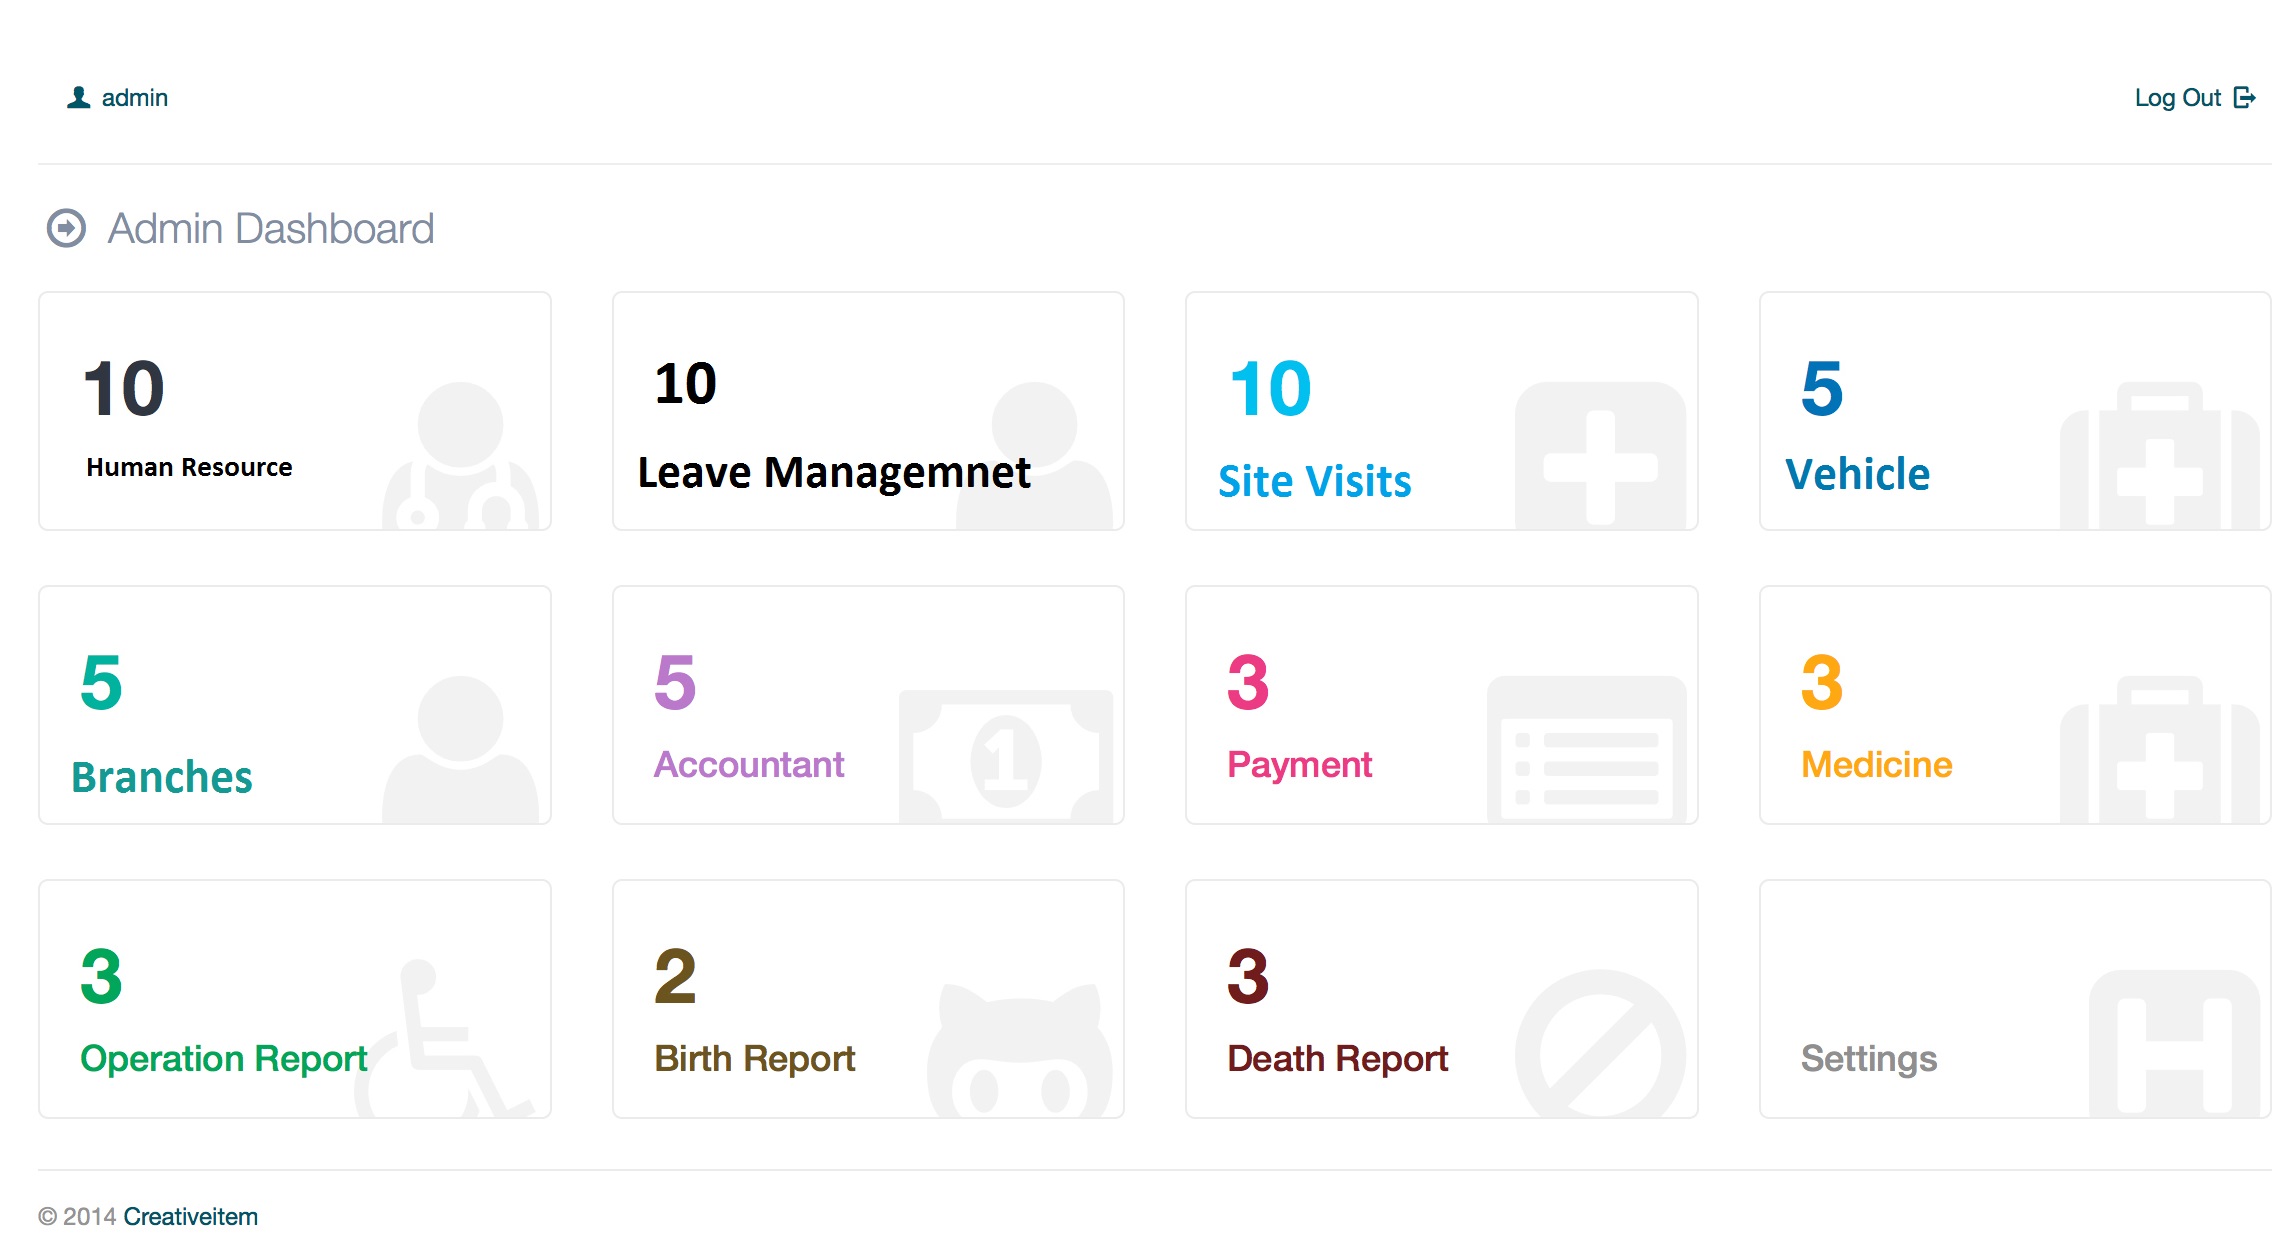 admin
Log Out
Admin Dashboard
10
Human Resource
10
Leave Managemnet
10
Site Visits
5
Vehicle
5
Branches
5
Accountant
1
3
Payment
3
Medicine
3
Operation Report
2
Birth Report
3
Death Report
Settings
H
© 2014 Creativeitem